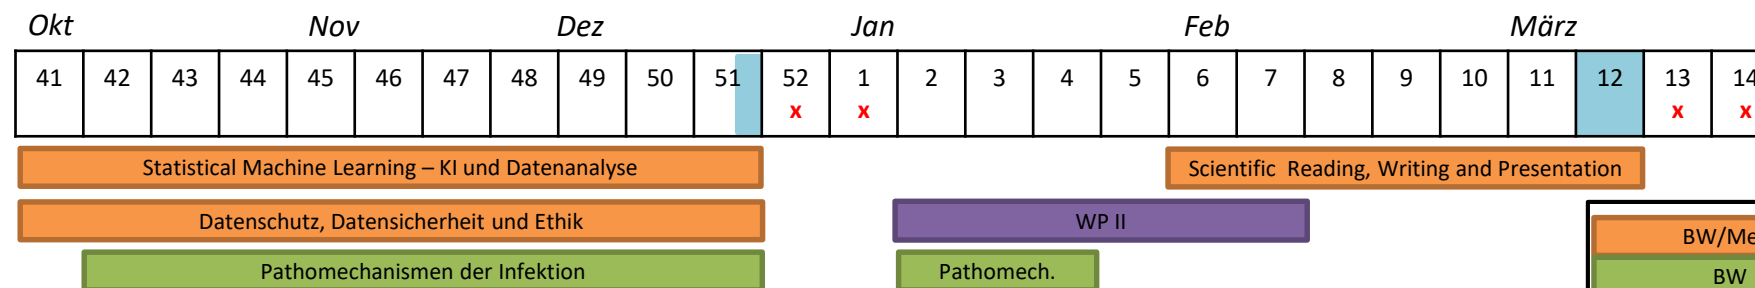 Okt Nov Dez Jan Feb März
41 42 43 44 45 46 47 48 49 50 51 52 1 2 3 4 5 6 7 8 9 10 11 12 13 14
x x x x
Statistical Machine Learning – KI und Datenanalyse Scientific Reading, Writing and Presentation
Datenschutz, Datensicherheit und Ethik WP II
BW/Me
Pathomechanismen der Infektion Pathomech. BW